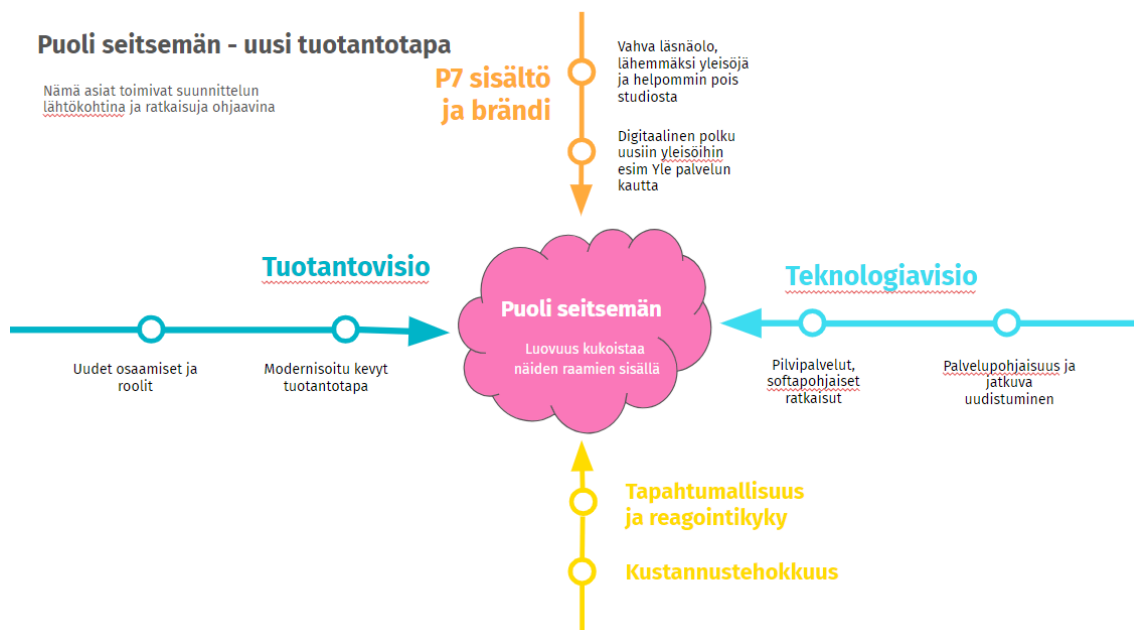 Puoli seitsemän - uusi tuotantotapa
Nämä asiat toimivat suunnittelun
lähtökohtina ja ratkaisuja ohjaavina
P7 sisältö
ja brändi
Vahva läsnäolo,
lähemmäksi yleisöjä
ja helpommin pois
studiosta
Digitaalinen polku
uusiin yleisöihin
esim Yle palvelun
kautta
Tuotantovisio
Uudet osaamiset ja
roolit
Modernisoitu kevyt
tuotantotapa
Puoli seitsemän
Luovuus kukoistaa
näiden raamien sisällä
Teknologiavisio
Pilvipalvelut,
softapohjaiset
ratkaisut
Palvelupohjaisuus ja
jatkuva
uudistuminen
Tapahtumallisuus
ja reagointikyky
Kustannustehokkuus